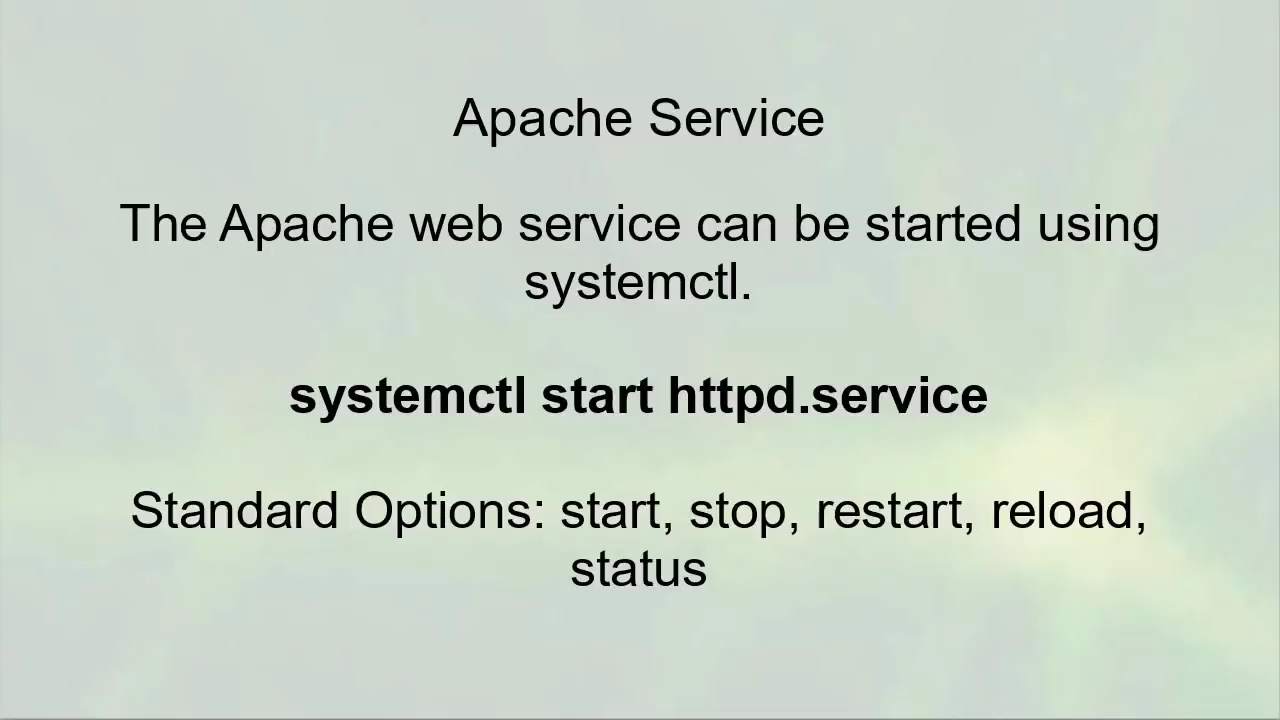 Apache Service
The Apache web service can be started using
systemctl.
systemctl start httpd.service
Standard Options: start, stop, restart, reload,
status